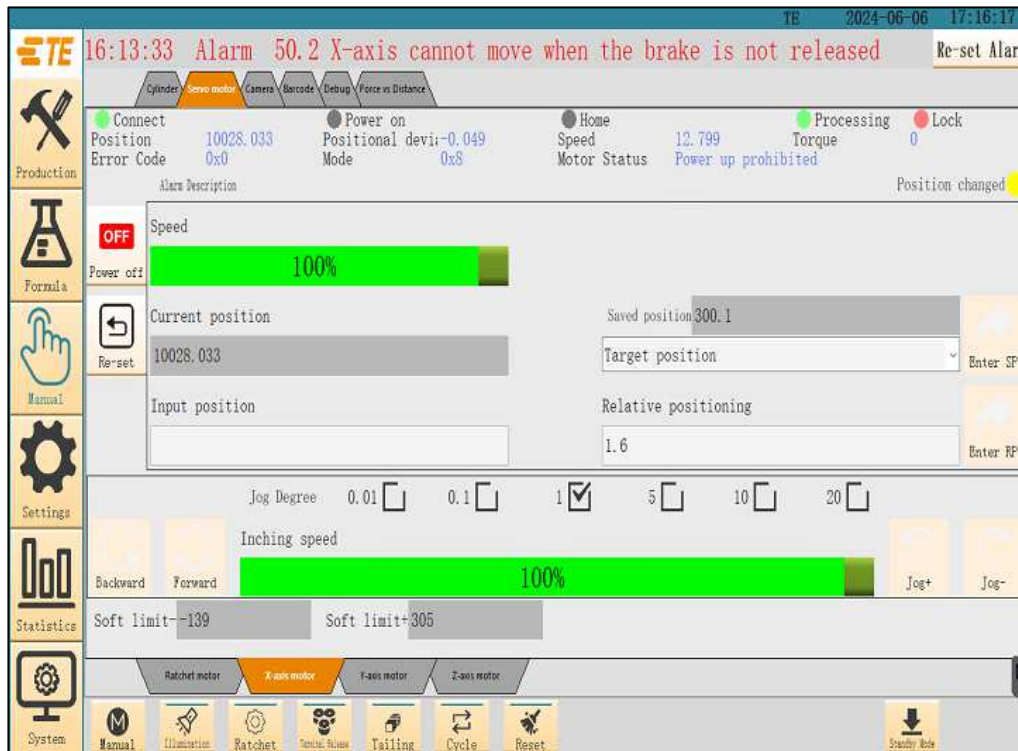 TE 2024-06-06 17:16:17
TE 16:13:33 Alarm 50.2 X-axis cannot move when the brake is not released Re-set Alar
Cylinder Servo motor Camera Barcode Debug Force vs Distance
Connect Power on Home Processing Lock
Position 10028.033 Positional devi:-0.049 Speed 12.799 Torque 0
Error Code 0x0 Mode 0x8 Motor Status Power up prohibited
Alarm Description Position changed
Production
OFF
Power off
Speed
100%
Formula
Re-set
Current position
10028.033
Saved position 300.1
Target position
Enter SP
Manual
Input position
Relative positioning
1.6
Enter RP
Settings
Jog Degree 0.01 0.1 1 5 10 20
Inching speed
Backward Forward 100% Jog+ Jog-
Statistics
Soft limit--139 Soft limit+305
Ratchet motor X-axis motor Y-axis motor Z-axis motor
System
M
Manual Illumination Ratchet Terminal Release Tailing Cycle Reset Standby Mode